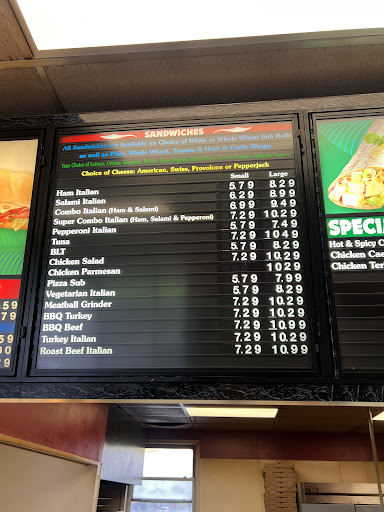 SANDWICHES
All Sandwiches are Available on Choice of White or Whole Wheat Sub Rolls
as well as Plain, Whole Wheat, Tomato & Herb & Garlic Wraps.
Choice of Cheese: American, Swiss, Provolone or Pepperjack
Small Large
Ham Italian 5.79 8.29
Salami Italian 6.29 8.99
Combo Italian (Ham & Salami) 6.99 9.49
Super Combo Italian (Ham, Salami & Pepperoni) 7.29 10.29
Pepperoni Italian 5.79 7.49
Tuna 7.29 10.49
BLT 5.79 8.29
Chicken Salad 7.29 10.29
Chicken Parmesan 10 29
Pizza Sub 5.79 7.99
Vegetarian Italian 5.79 8.29
Meatball Grinder 7.29 10.29
BBQ Turkey 7.29 10.29
BBQ Beef 7.29 10.99
Turkey Italian 7.29 10.29
Roast Beef Italian 7.29 10.99
SPECI
Hot & Spicy C
Chicken Cae
Chicken Ter